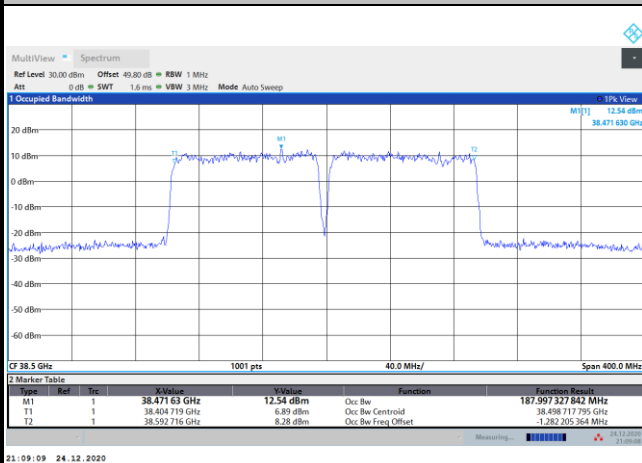 MultiView Spectrum
Ref Level 30.00 dBm Offset 49.80 dB RBW 1 MHz
Att 0 dB SWT 1.6 ms VBW 3 MHz Mode Auto Sweep
1 Occupied Bandwidth 1Pk View
M1[1] 12.54 dBm
38.471 630 GHz
20 dBm
M1
T1 T2
10 dBm
0 dBm
-10 dBm
-20 dBm
-30 dBm
-40 dBm
-50 dBm
-60 dBm
CF 38.5 GHz 1001 pts 40.0 MHz/ Span 400.0 MHz
2 Marker Table
Type Ref Trc X-Value Y-Value Function Function Result
M1 1 38.471 63 GHz 12.54 dBm Occ Bw 187.997 327 842 MHz
T1 1 38.404 719 GHz 6.89 dBm Occ Bw Centroid 38.498 717 795 GHz
T2 1 38.592 716 GHz 8.28 dBm Occ Bw Freq Offset -1.282 205 364 MHz
Measuring... 24.12.2020
21:09:08
21:09:09 24.12.2020